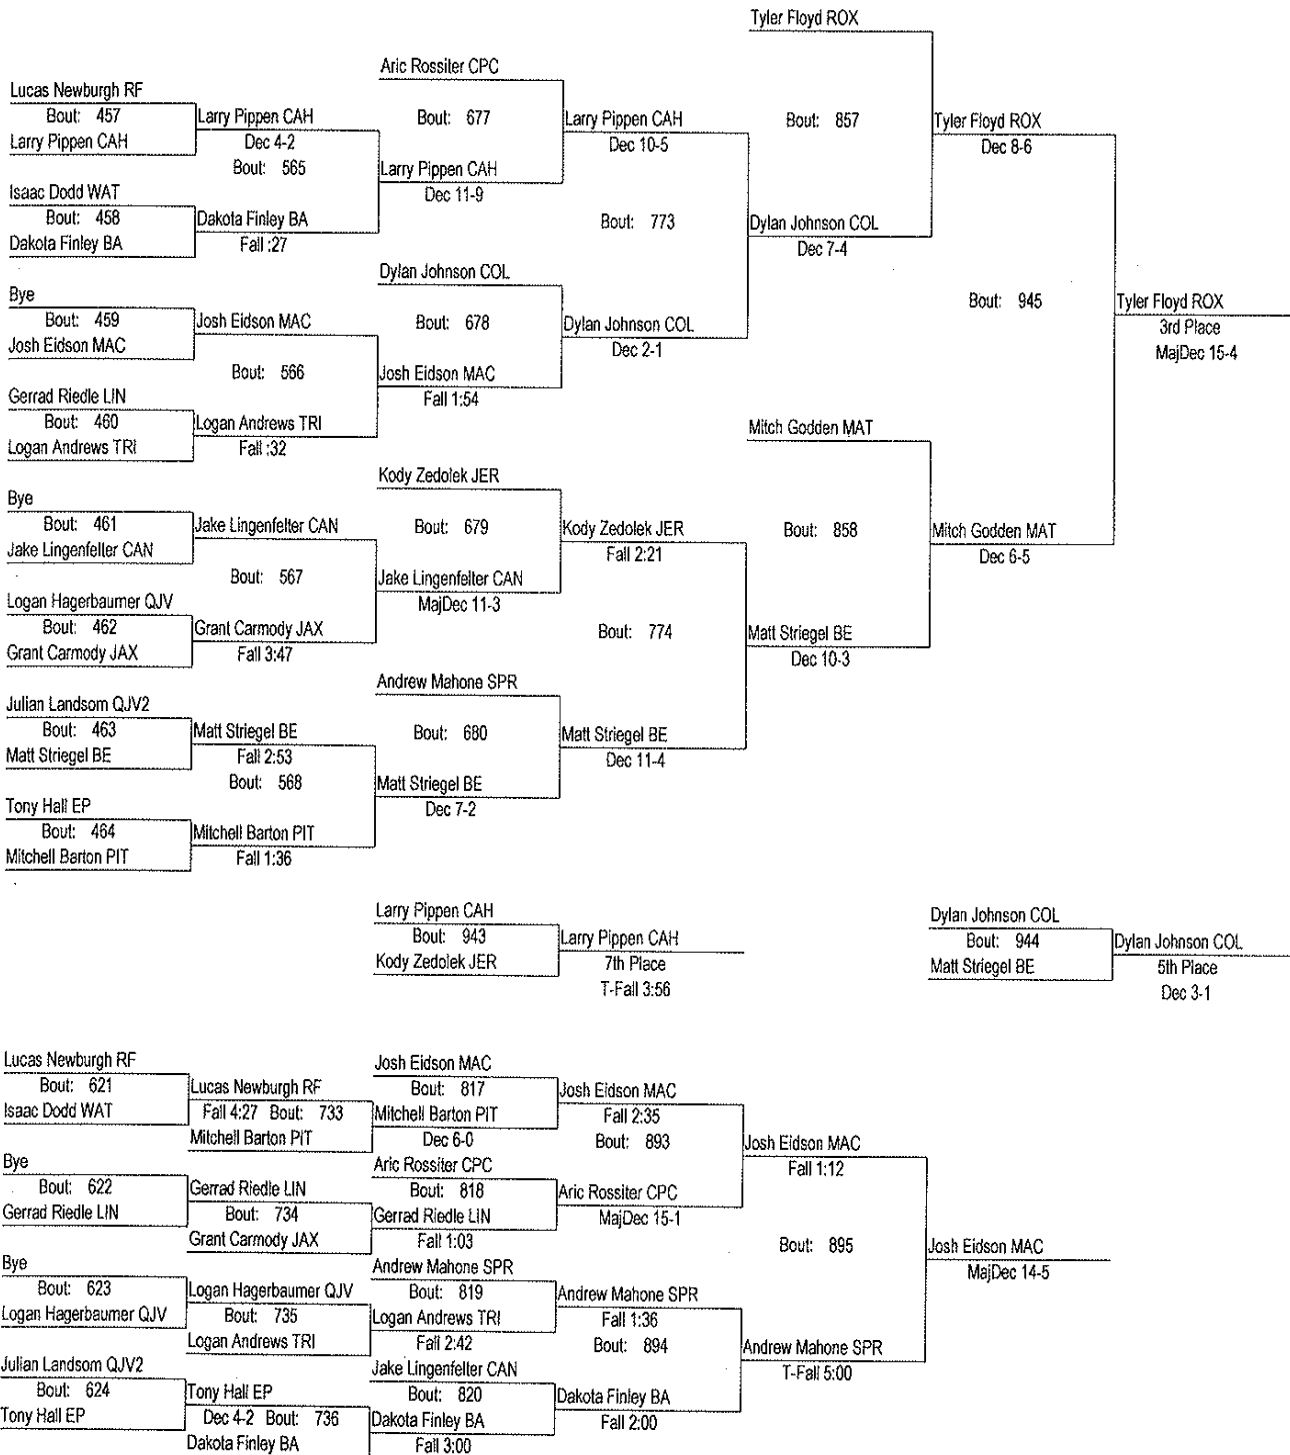 Tyler Floyd ROX
Aric Rossiter CPC
Lucas Newburgh RF
Bout: 457
Larry Pippen CAH
Larry Pippen CAH
Dec 4-2
Bout: 565
Bout: 677
Larry Pippen CAH
Dec 10-5
Bout: 857
Tyler Floyd ROX
Dec 8-6
Larry Pippen CAH
Dec 11-9
Isaac Dodd WAT
Bout: 458
Dakota Finley BA
Dakota Finley BA
Fall :27
Bout: 773
Dylan Johnson COL
Dec 7-4
Dylan Johnson COL
Bye
Bout: 459
Josh Eidson MAC
Josh Eidson MAC
Bout: 566
Bout: 678
Dylan Johnson COL
Dec 2-1
Bout: 945
Tyler Floyd ROX
3rd Place
MajDec 15-4
Josh Eidson MAC
Fall 1:54
Gerrad Riedle LIN
Bout: 460
Logan Andrews TRI
Logan Andrews TRI
Fall :32
Mitch Godden MAT
Kody Zedolek JER
Bye
Bout: 461
Jake Lingenfelter CAN
Jake Lingenfelter CAN
Bout: 567
Bout: 679
Kody Zedolek JER
Fall 2:21
Bout: 858
Mitch Godden MAT
Dec 6-5
Jake Lingenfelter CAN
MajDec 11-3
Logan Hagerbaumer QJV
Bout: 462
Grant Carmody JAX
Grant Carmody JAX
Fall 3:47
Bout: 774
Matt Striegel BE
Dec 10-3
Andrew Mahone SPR
Julian Landsom QJV2
Bout: 463
Matt Striegel BE
Matt Striegel BE
Fall 2:53
Bout: 568
Bout: 680
Matt Striegel BE
Dec 11-4
Matt Striegel BE
Dec 7-2
Tony Hall EP
Bout: 464
Mitchell Barton PIT
Mitchell Barton PIT
Fall 1:36
Larry Pippen CAH
Bout: 943
Kody Zedolek JER
Larry Pippen CAH
7th Place
T-Fall 3:56
Dylan Johnson COL
Bout: 944
Matt Striegel BE
Dylan Johnson COL
5th Place
Dec 3-1
Lucas Newburgh RF
Bout: 621
Isaac Dodd WAT
Lucas Newburgh RF
Fall 4:27 Bout: 733
Mitchell Barton PIT
Josh Eidson MAC
Bout: 817
Mitchell Barton PIT
Dec 6-0
Josh Eidson MAC
Fall 2:35
Bout: 893
Josh Eidson MAC
Fall 1:12
Bye
Bout: 622
Gerrad Riedle LIN
Gerrad Riedle LIN
Bout: 734
Grant Carmody JAX
Aric Rossiter CPC
Bout: 818
Gerrad Riedle LIN
Fall 1:03
Aric Rossiter CPC
MajDec 15-1
Bout: 895
Josh Eidson MAC
MajDec 14-5
Bye
Bout: 623
Logan Hagerbaumer QJV
Logan Hagerbaumer QJV
Bout: 735
Logan Andrews TRI
Andrew Mahone SPR
Bout: 819
Logan Andrews TRI
Fall 2:42
Andrew Mahone SPR
Fall 1:36
Bout: 894
Andrew Mahone SPR
T-Fall 5:00
Julian Landsom QJV2
Bout: 624
Tony Hall EP
Tony Hall EP
Dec 4-2 Bout: 736
Dakota Finley BA
Jake Lingenfelter CAN
Bout: 820
Dakota Finley BA
Fall 3:00
Dakota Finley BA
Fall 2:00